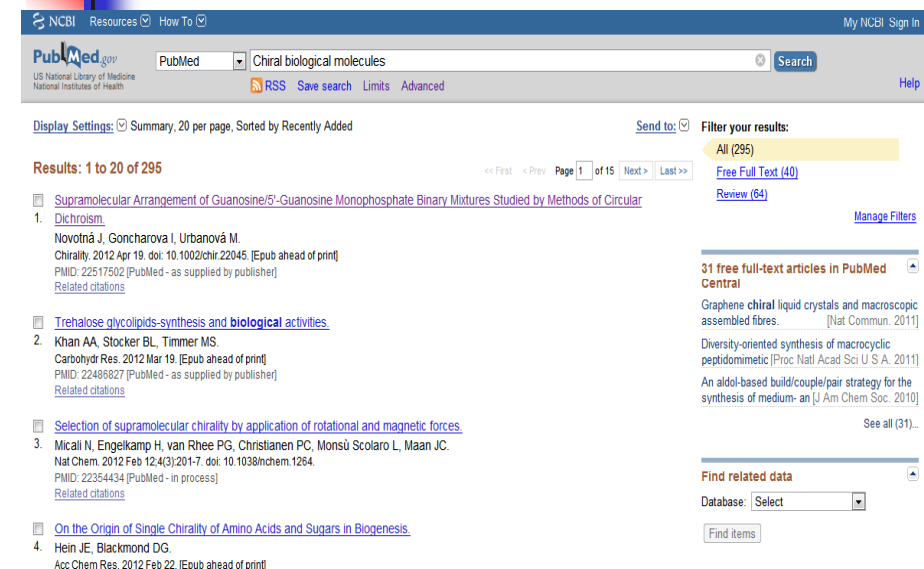 NCBI Resources How To My NCBI Sign In
PubMed.gov
US National Library of Medicine
National Institutes of Health
PubMed Chiral biological molecules Search
RSS Save search Limits Advanced Help
Display Settings: Summary, 20 per page, Sorted by Recently Added Send to:
Results: 1 to 20 of 295 << First < Prev Page 1 of 15 Next > Last >>
Supramolecular Arrangement of Guanosine/5'-Guanosine Monophosphate Binary Mixtures Studied by Methods of Circular
1. Dichroism.
Novotná J, Goncharova I, Urbanová M.
Chirality. 2012 Apr 19. doi: 10.1002/chir.22045. [Epub ahead of print]
PMID: 22517502 [PubMed - as supplied by publisher]
Related citations
Trehalose glycolipids-synthesis and biological activities.
2. Khan AA, Stocker BL, Timmer MS.
Carbohydr Res. 2012 Mar 19. [Epub ahead of print]
PMID: 22486827 [PubMed - as supplied by publisher]
Related citations
Selection of supramolecular chirality by application of rotational and magnetic forces.
3. Micali N, Engelkamp H, van Rhee PG, Christianen PC, Monsù Scolaro L, Maan JC.
Nat Chem. 2012 Feb 12;4(3):201-7. doi: 10.1038/nchem.1264.
PMID: 22354434 [PubMed - in process]
Related citations
On the Origin of Single Chirality of Amino Acids and Sugars in Biogenesis.
4. Hein JE, Blackmond DG.
Acc Chem Res. 2012 Feb 22. [Epub ahead of print]
Filter your results:
All (295)
Free Full Text (40)
Review (64)
Manage Filters
31 free full-text articles in PubMed
Central
Graphene chiral liquid crystals and macroscopic
assembled fibres. [Nat Commun. 2011]
Diversity-oriented synthesis of macrocyclic
peptidomimetic [Proc Natl Acad Sci U S A. 2011]
An aldol-based build/couple/pair strategy for the
synthesis of medium- an [J Am Chem Soc. 2010]
See all (31)...
Find related data
Database: Select
Find items